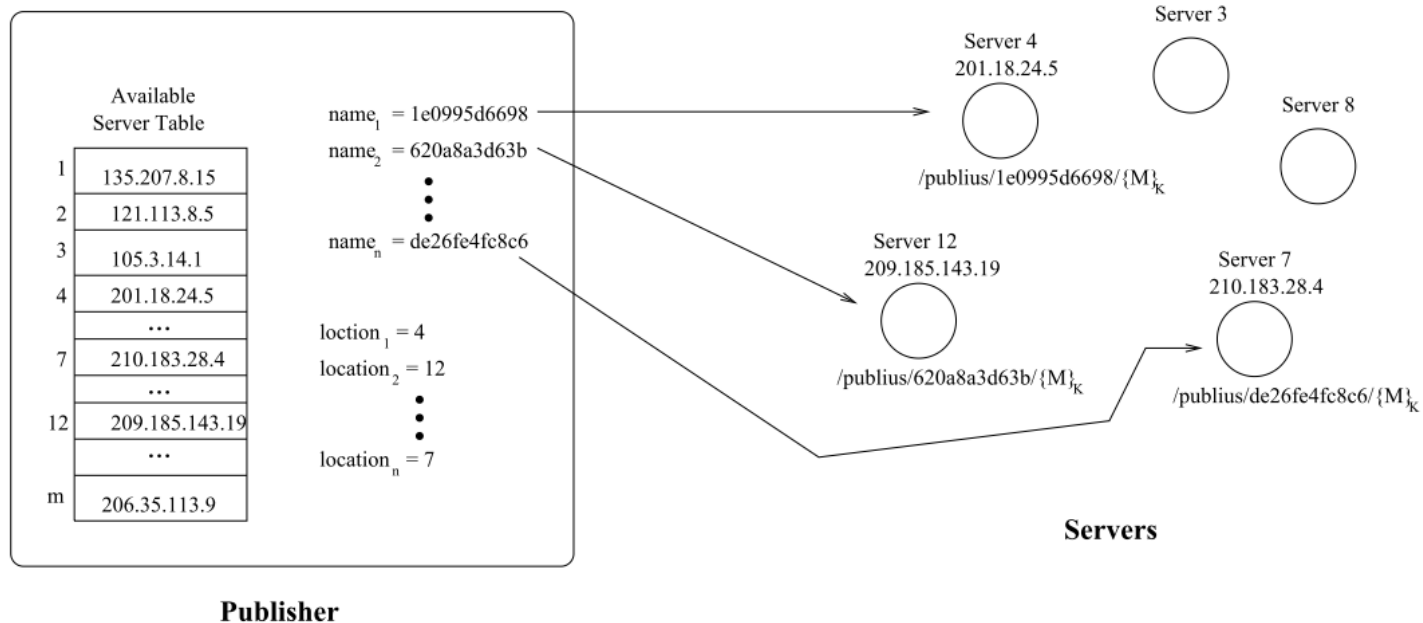 Available
Server Table
1 135.207.8.15
2 121.113.8.5
3 105.3.14.1
4 201.18.24.5
...
7 210.183.28.4
...
12 209.185.143.19
...
m 206.35.113.9
name1 = 1e0995d6698
name2 = 620a8a3d63b
namen = de26fe4fc8c6
loction1 = 4
location2 = 12
locationn = 7
Publisher
Server 3
Server 4
201.18.24.5
/publius/1e0995d6698/{M}K
Server 8
Server 12
209.185.143.19
/publius/620a8a3d63b/{M}K
Server 7
210.183.28.4
/publius/de26fe4fc8c6/{M}K
Servers